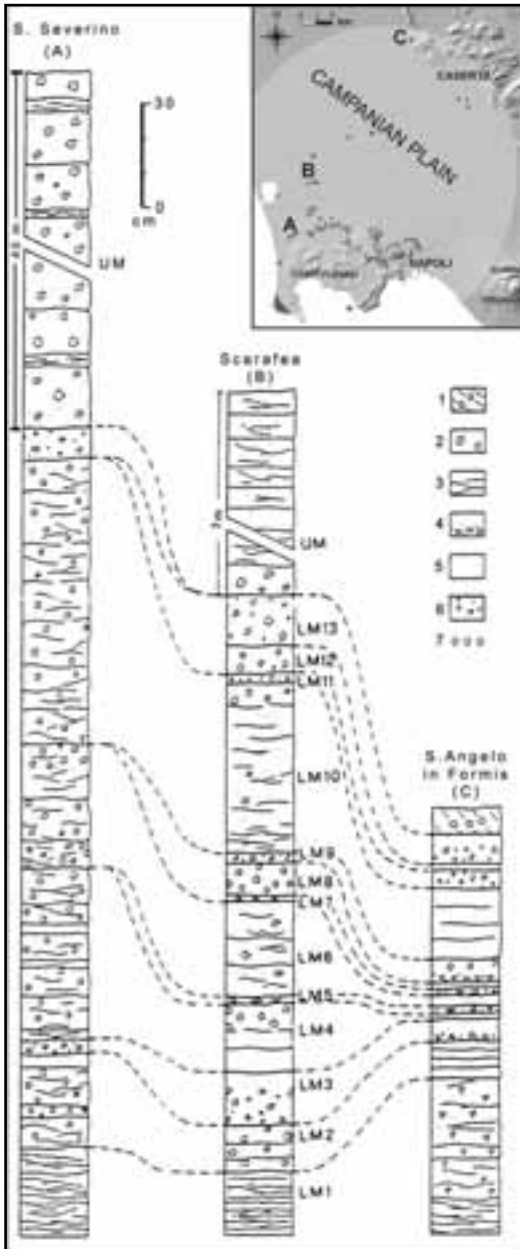 S. Severino
(A)
30
0
cm
UM
C
CASERTA
CAMPANIAN PLAIN
B
A
NAPOLI
Scarafea
(B)
7m
UM
LM13
LM12
LM11
LM10
LM9
LM8
LM7
LM6
LM5
LM4
LM3
LM2
LM1
1
2
3
4
5
6
7
S. Angelo
in Formis
(C)